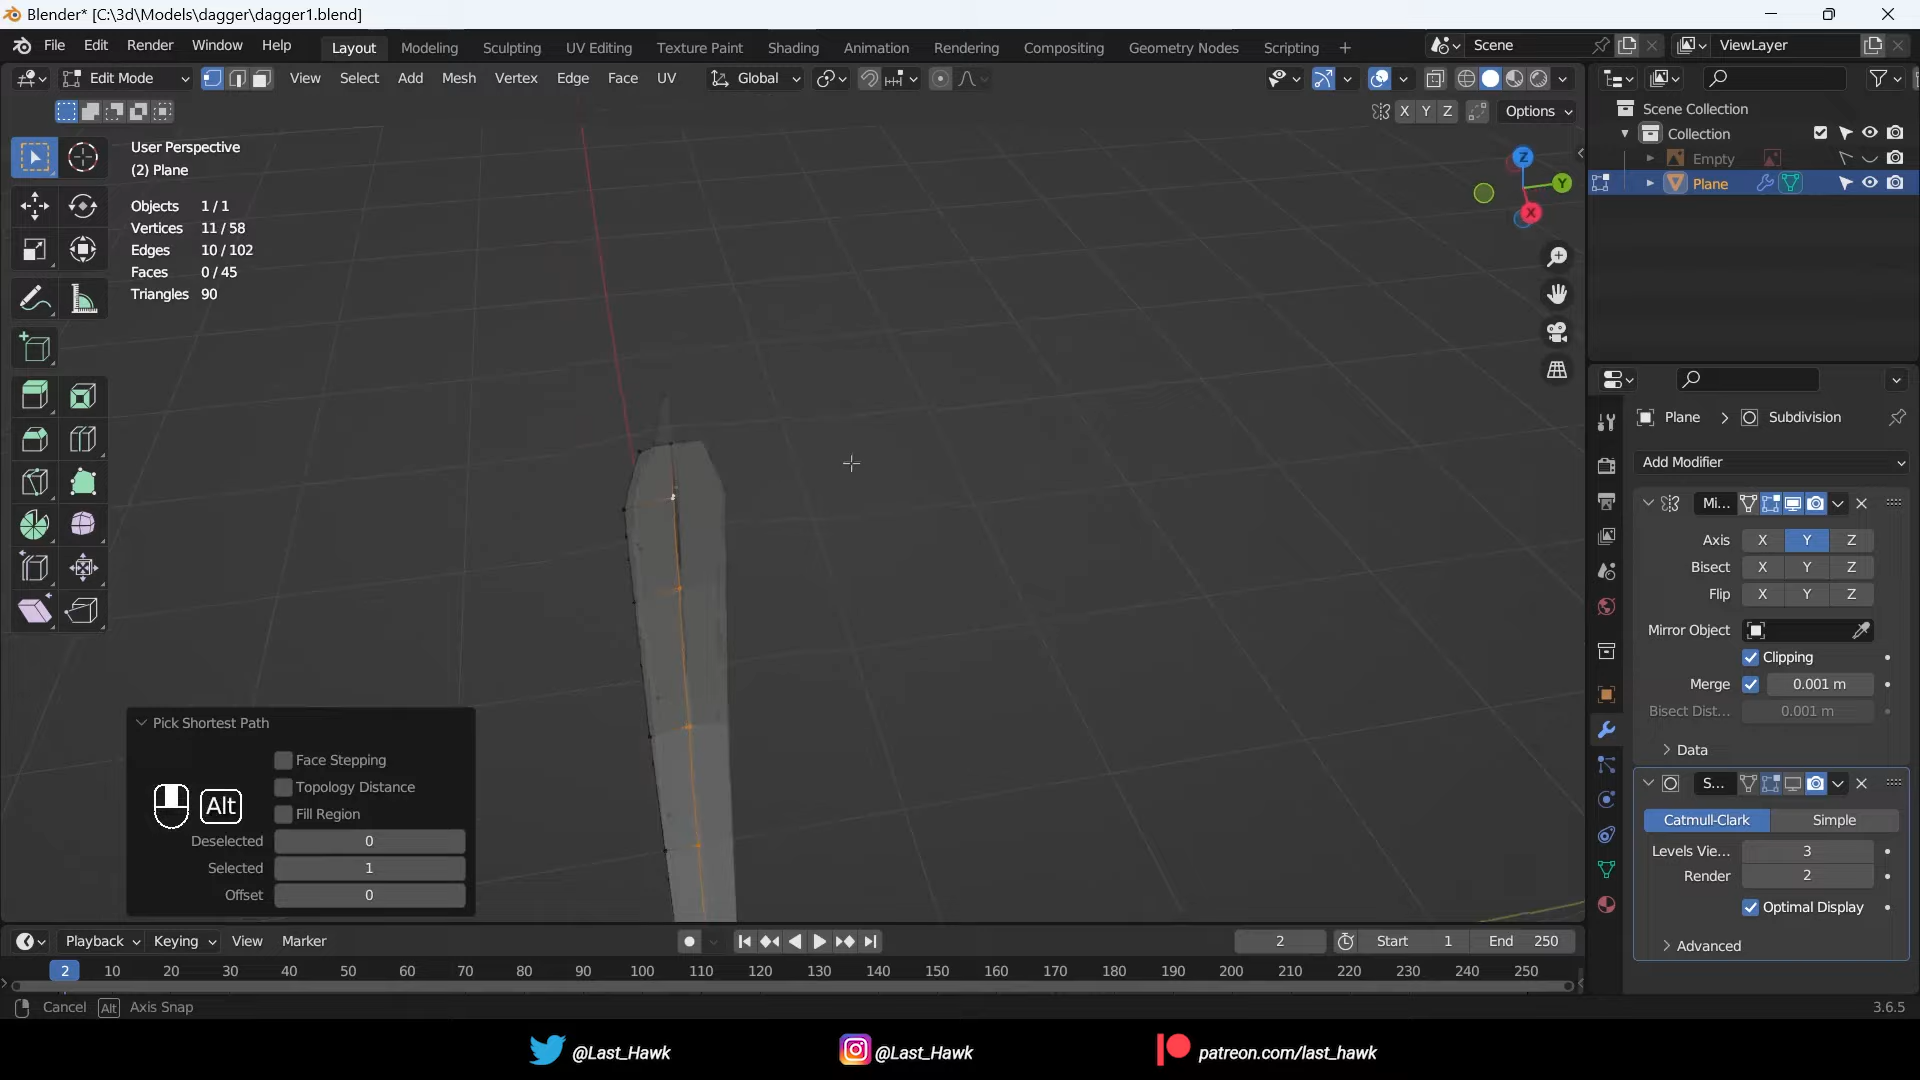 Blender* [C:\3d\Models\dagger\dagger1.blend]
File Edit Render Window Help
Layout Modeling Sculpting UV Editing Texture Paint Shading Animation Rendering Compositing Geometry Nodes Scripting +
Scene
ViewLayer
Edit Mode View Select Add Mesh Vertex Edge Face UV
Global
X Y Z Options
User Perspective
(2) Plane
Objects 1/1
Vertices 11/58
Edges 10/102
Faces 0/45
Triangles 90
Z
Y
X
Scene Collection
Collection
Empty
Plane
Plane > Subdivision
Add Modifier
Mi...
Axis X Y Z
Bisect X Y Z
Flip X Y Z
Mirror Object
Clipping
Merge 0.001 m
Bisect Dist... 0.001 m
Data
S...
Catmull-Clark Simple
Levels Vie... 3
Render 2
Optimal Display
Advanced
Pick Shortest Path
Face Stepping
Topology Distance
Fill Region
Alt
Deselected 0
Selected 1
Offset 0
Playback Keying View Marker
2 Start 1 End 250
2 10 20 30 40 50 60 70 80 90 100 110 120 130 140 150 160 170 180 190 200 210 220 230 240 250
Cancel Alt Axis Snap
3.6.5
@Last_Hawk @Last_Hawk patreon.com/last_hawk